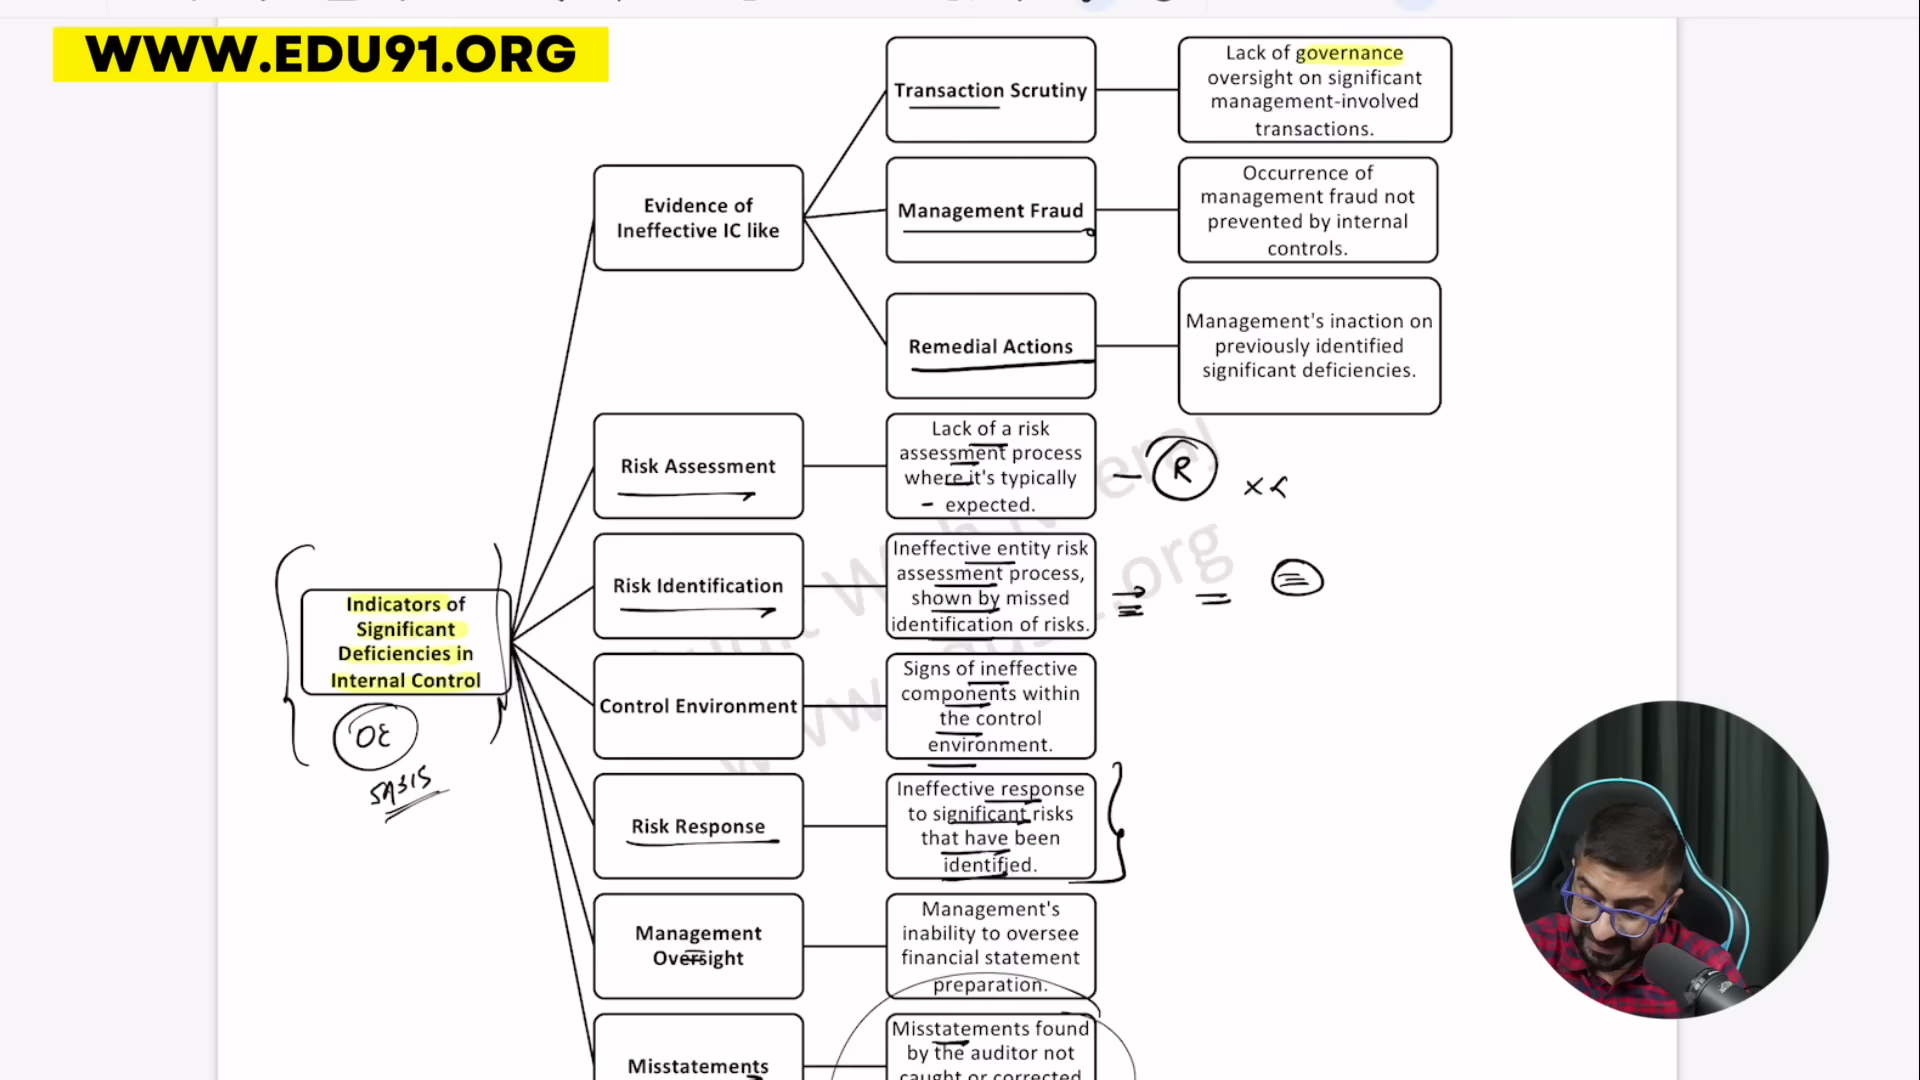 WWW.EDU91.ORG
Transaction Scrutiny
Lack of governance
oversight on significant
management-involved
transactions.
Evidence of
Ineffective IC like
Management Fraud
Occurrence of
management fraud not
prevented by internal
controls.
Remedial Actions
Management's inaction on
previously identified
significant deficiencies.
Risk Assessment
Lack of a risk
assessment process
where it's typically
expected.
R
Risk Identification
Ineffective entity risk
assessment process,
shown by missed
identification of risks.
Indicators of
Significant
Deficiencies in
Internal Control
OE
Control Environment
Signs of ineffective
components within
the control
environment.
Risk Response
Ineffective response
to significant risks
that have been
identified.
Management
Oversight
Management's
inability to oversee
financial statement
preparation.
Misstatements
Misstatements found
by the auditor not
caught or corrected